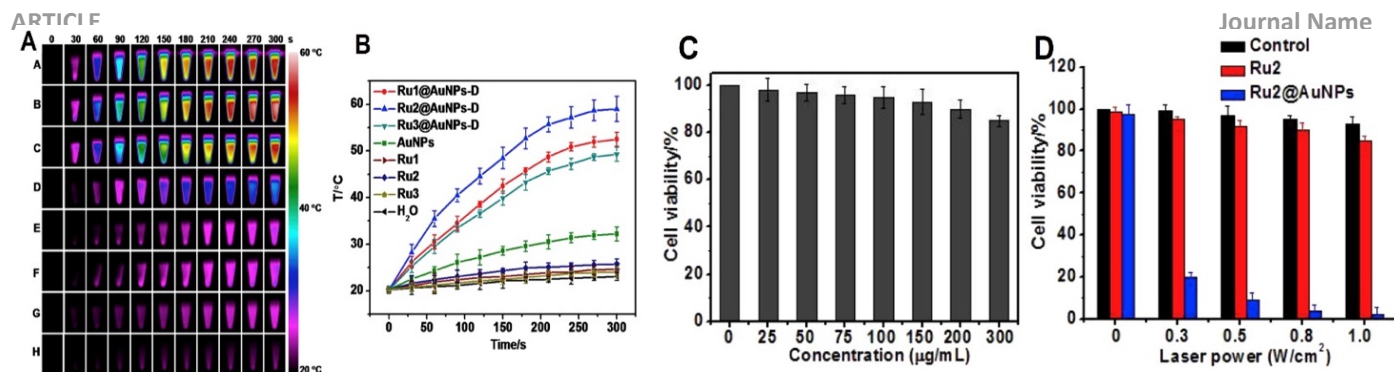 ARTICLE
Journal Name
A
0 30 60 90 120 150 180 210 240 270 300 s
60 °C
A
B
C
D
40 °C
E
F
G
H
20 °C
B
Ru1@AuNPs-D
Ru2@AuNPs-D
Ru3@AuNPs-D
AuNPs
Ru1
Ru2
Ru3
H2O
T/°C
60
50
40
30
20
0 50 100 150 200 250 300
Time/s
C
Cell viability/%
100
80
60
40
20
0
0 25 50 75 100 150 200 300
Concentration (μg/mL)
D
Control
Ru2
Ru2@AuNPs
Cell viability/%
120
100
80
60
40
20
0
0 0.3 0.5 0.8 1.0
Laser power (W/cm²)